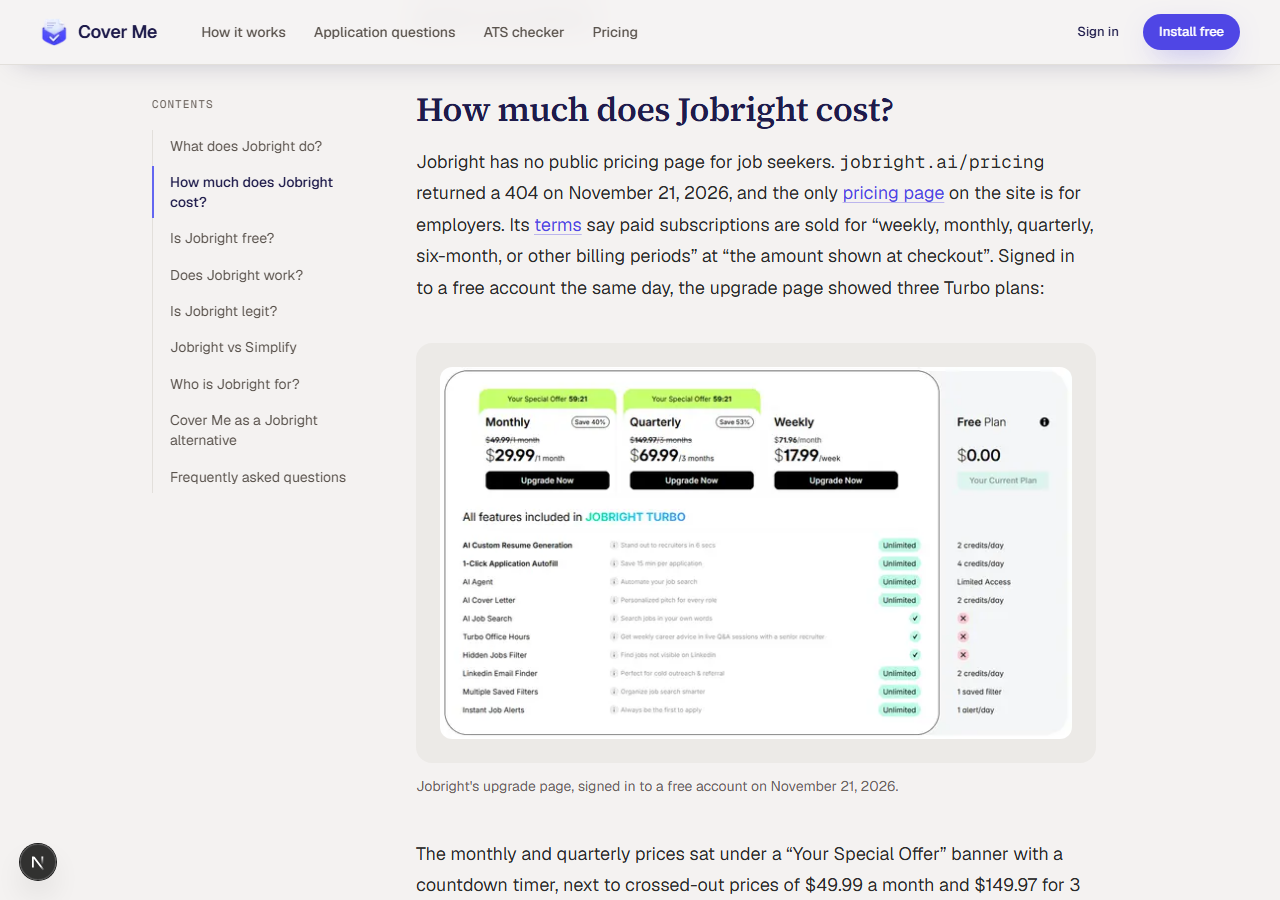 Cover Me
How it works
Application questions
ATS checker
Pricing
Sign in
Install free
CONTENTS
What does Jobright do?
How much does Jobright
cost?
Is Jobright free?
Does Jobright work?
Is Jobright legit?
Jobright vs Simplify
Who is Jobright for?
Cover Me as a Jobright
alternative
Frequently asked questions
How much does Jobright cost?
Jobright has no public pricing page for job seekers. jobright.ai/pricing
returned a 404 on November 21, 2026, and the only pricing page on the site is for
employers. Its terms say paid subscriptions are sold for “weekly, monthly, quarterly,
six-month, or other billing periods” at “the amount shown at checkout”. Signed in
to a free account the same day, the upgrade page showed three Turbo plans:
Your Special Offer 59:21
Your Special Offer 59:21
Monthly Save 40%
Quarterly Save 53%
Weekly
Free Plan
$49.99/1 month
$149.97/3 months
$71.96/month
$29.99/1 month
$69.99/3 months
$17.99/week
$0.00
Upgrade Now
Upgrade Now
Upgrade Now
Your Current Plan
All features included in JOBRIGHT TURBO
AI Custom Resume Generation Stand out to recruiters in 6 secs Unlimited 2 credits/day
1-Click Application Autofill Save 15 min per application Unlimited 4 credits/day
AI Agent Automate your job search Unlimited Limited Access
AI Cover Letter Personalized pitch for every role Unlimited 2 credits/day
AI Job Search Search jobs in your own words
Turbo Office Hours Get weekly career advice in live Q&A sessions with a senior recruiter
Hidden Jobs Filter Find jobs not visible on LinkedIn
Linkedin Email Finder Perfect for cold outreach & referral Unlimited 2 credits/day
Multiple Saved Filters Organize job search smarter Unlimited 1 saved filter
Instant Job Alerts Always be the first to apply Unlimited 1 alert/day
Jobright's upgrade page, signed in to a free account on November 21, 2026.
The monthly and quarterly prices sat under a “Your Special Offer” banner with a
countdown timer, next to crossed-out prices of $49.99 a month and $149.97 for 3
N